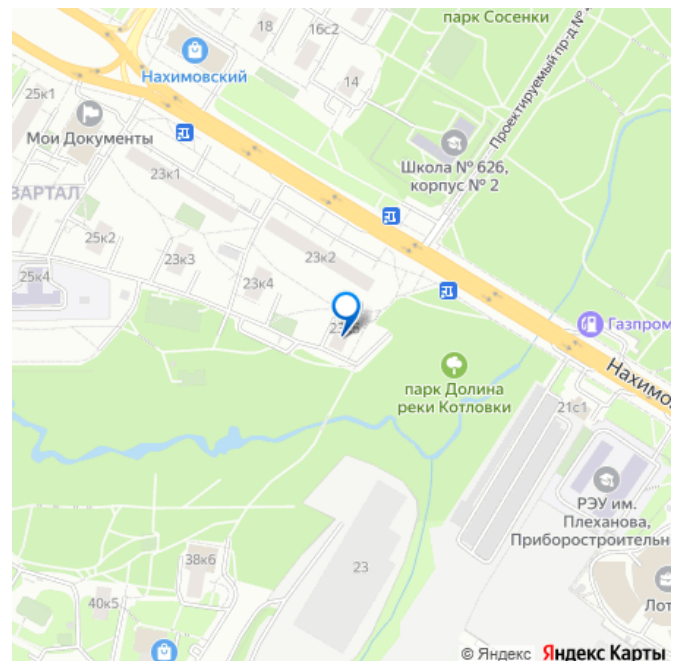 парк Сосенки
18
16с2
Проектируемый пр-д №
Нахимовский
14
25к1
Мои Документы
Школа № 626,
корпус № 2
23к1
ВАРТАЛ
25к2
23к3
23к2
25к4
23к4
Газпром
Нахимо
парк Долина
реки Котловки
21с1
РЭУ им.
Плеханова,
Приборостроительн
38к6
23
40к5
Лот
© Яндекс Яндекс Карты